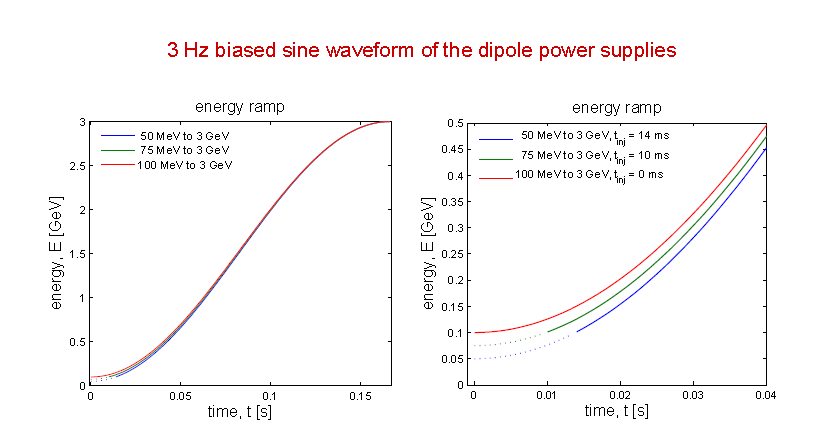 3 Hz biased sine waveform of the dipole power supplies
energy ramp
50 MeV to 3 GeV
75 MeV to 3 GeV
100 MeV to 3 GeV
3
2.5
2
1.5
1
0.5
0
energy, E [GeV]
0
0.05
0.1
0.15
time, t [s]
energy ramp
50 MeV to 3 GeV, tinj = 14 ms
75 MeV to 3 GeV, tinj = 10 ms
100 MeV to 3 GeV, tinj = 0 ms
0.5
0.45
0.4
0.35
0.3
0.25
0.2
0.15
0.1
0.05
0
energy, E [GeV]
0
0.01
0.02
0.03
0.04
time, t [s]